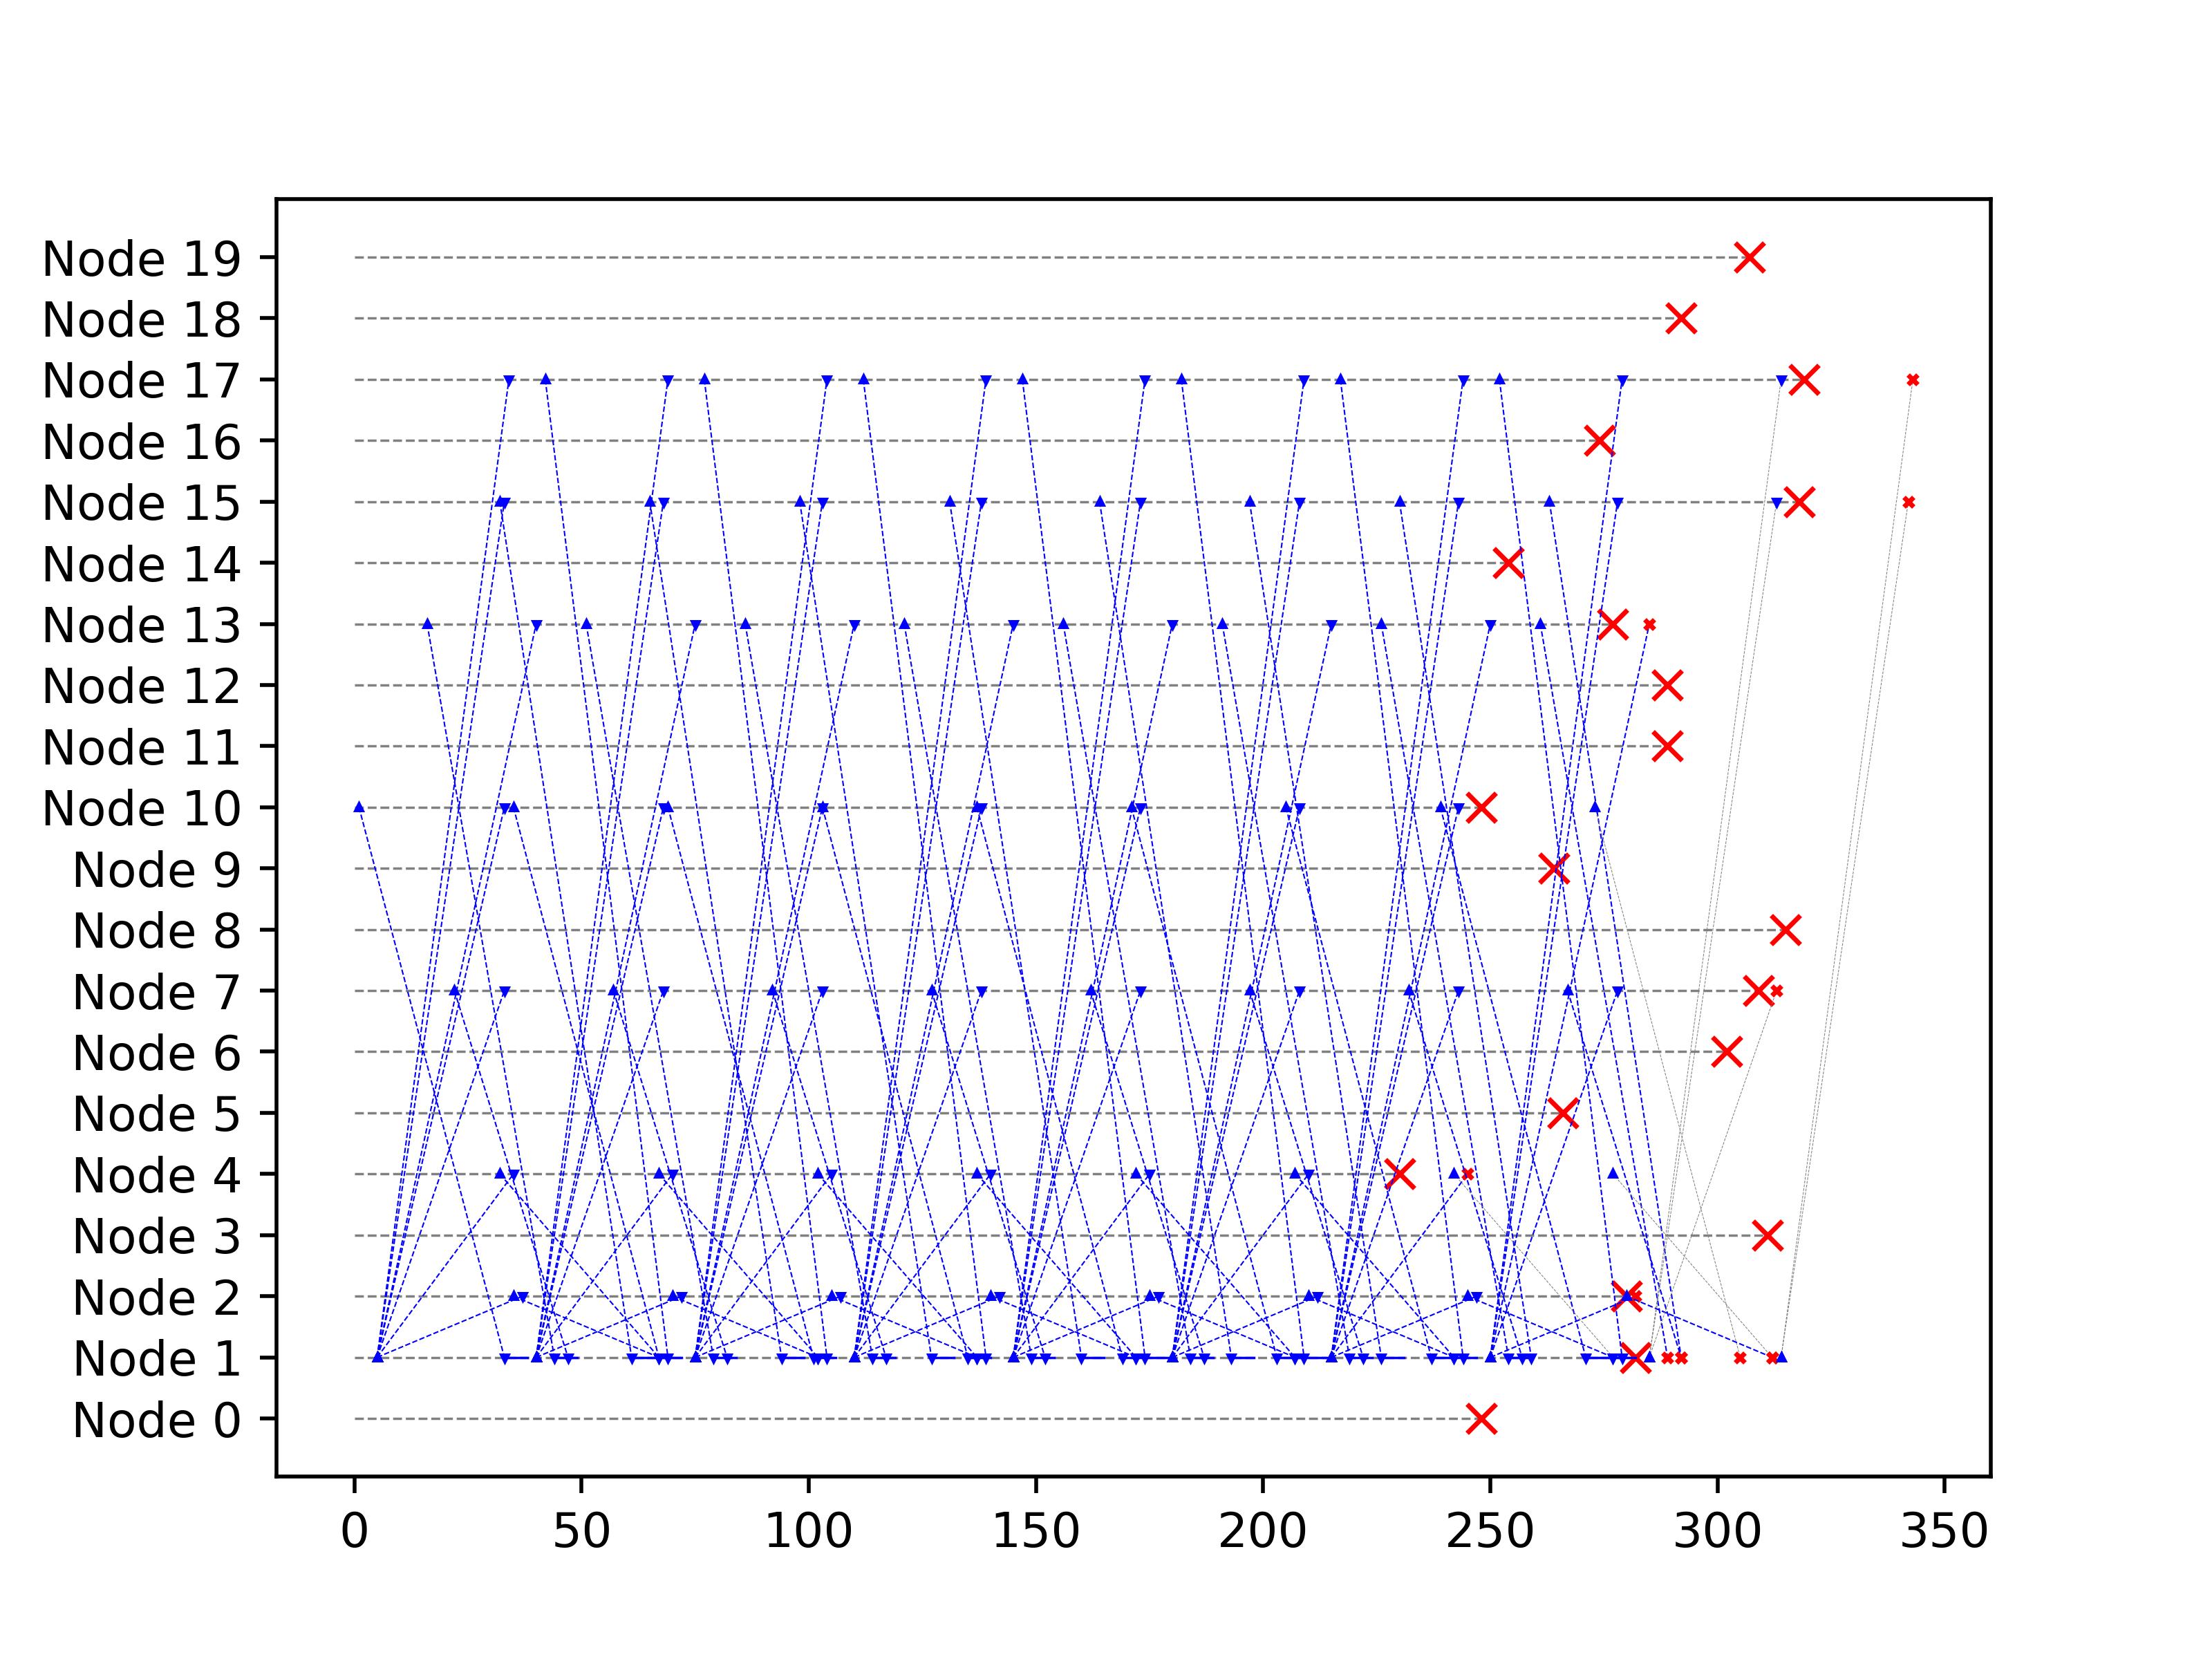 Node 19
Node 18
Node 17
Node 16
Node 15
Node 14
Node 13
Node 12
Node 11
Node 10
Node 9
Node 8
Node 7
Node 6
Node 5
Node 4
Node 3
Node 2
Node 1
Node 0
0 50 100 150 200 250 300 350